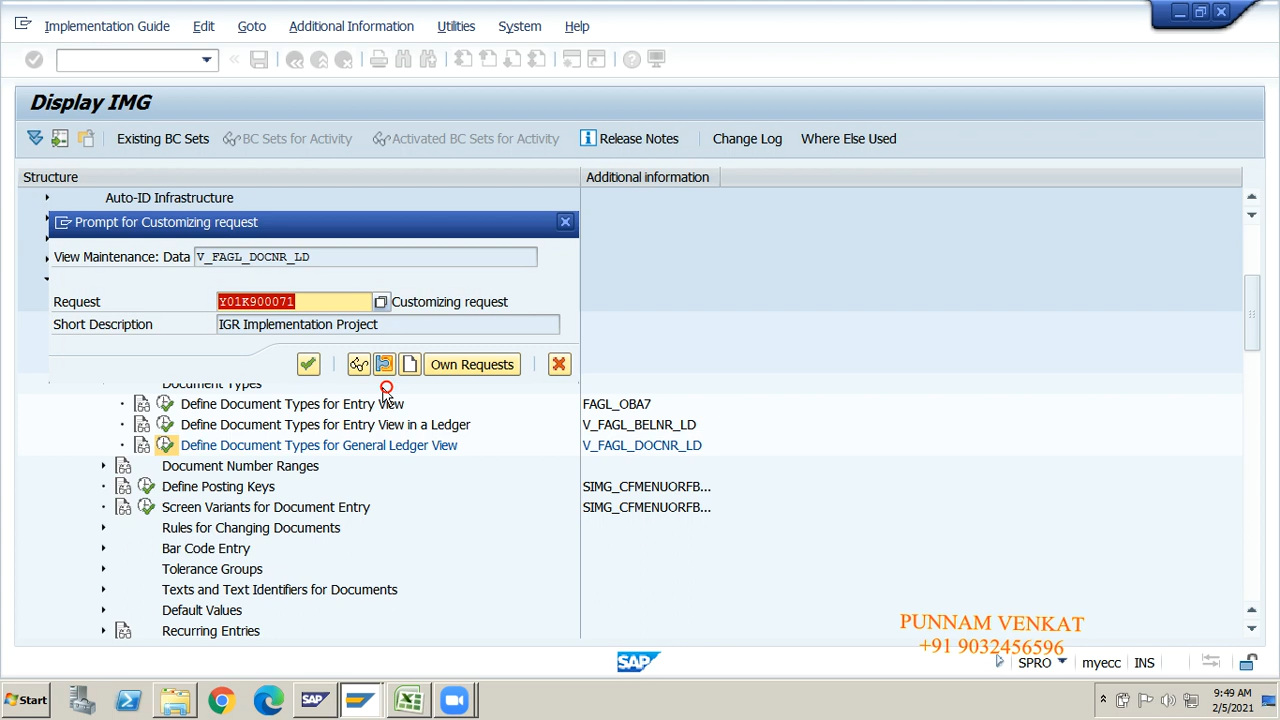 Implementation Guide Edit Goto Additional Information Utilities System Help
Display IMG
Existing BC Sets BC Sets for Activity Activated BC Sets for Activity Release Notes Change Log Where Else Used
Structure Additional information
Auto-ID Infrastructure
Prompt for Customizing request
View Maintenance: Data V_FAGL_DOCNR_LD
Request Y01K900071 Customizing request
Short Description IGR Implementation Project
Own Requests
Document Types
Define Document Types for Entry View FAGL_OBA7
Define Document Types for Entry View in a Ledger V_FAGL_BELNR_LD
Define Document Types for General Ledger View V_FAGL_DOCNR_LD
Document Number Ranges
Define Posting Keys SIMG_CFMENUORFB...
Screen Variants for Document Entry SIMG_CFMENUORFB...
Rules for Changing Documents
Bar Code Entry
Tolerance Groups
Texts and Text Identifiers for Documents
Default Values
Recurring Entries
PUNNAM VENKAT
+91 9032456596
SAP SPRO myecc INS
Start SAP 9:49 AM
2/5/2021